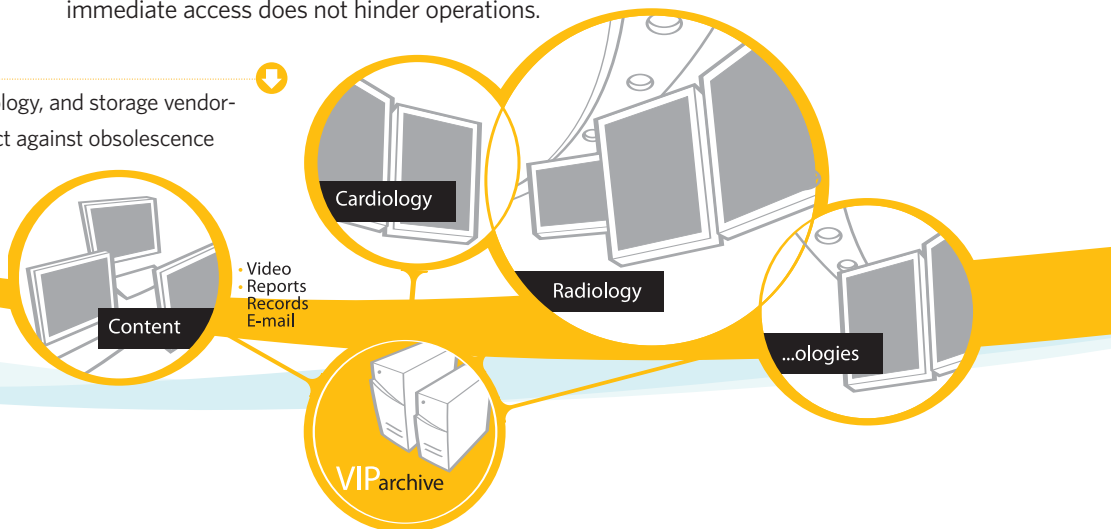 immediate access does not hinder operations.
ology, and storage vendor-
ct against obsolescence
Cardiology
Radiology
...ologies
• Video
• Reports
Records
E-mail
Content
VIParchive